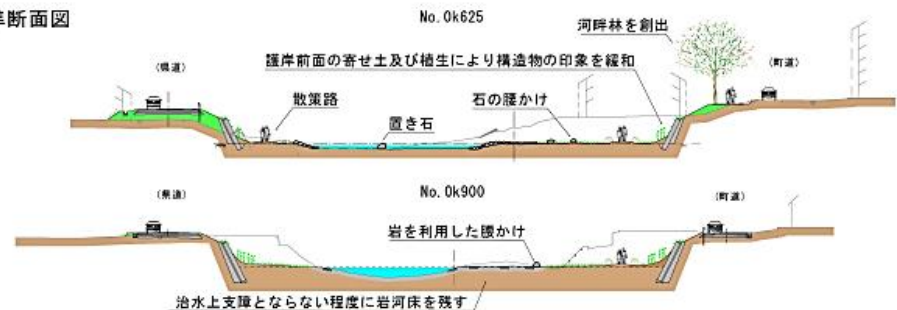 断面図
No. 0k625
河畔林を創出
護岸前面の寄せ土及び植生により構造物の印象を緩和
(県道)
(町道)
散策路
石の腰かけ
置き石
No. 0k900
(県道)
(町道)
岩を利用した腰かけ
治水上支障とならない程度に岩河床を残す